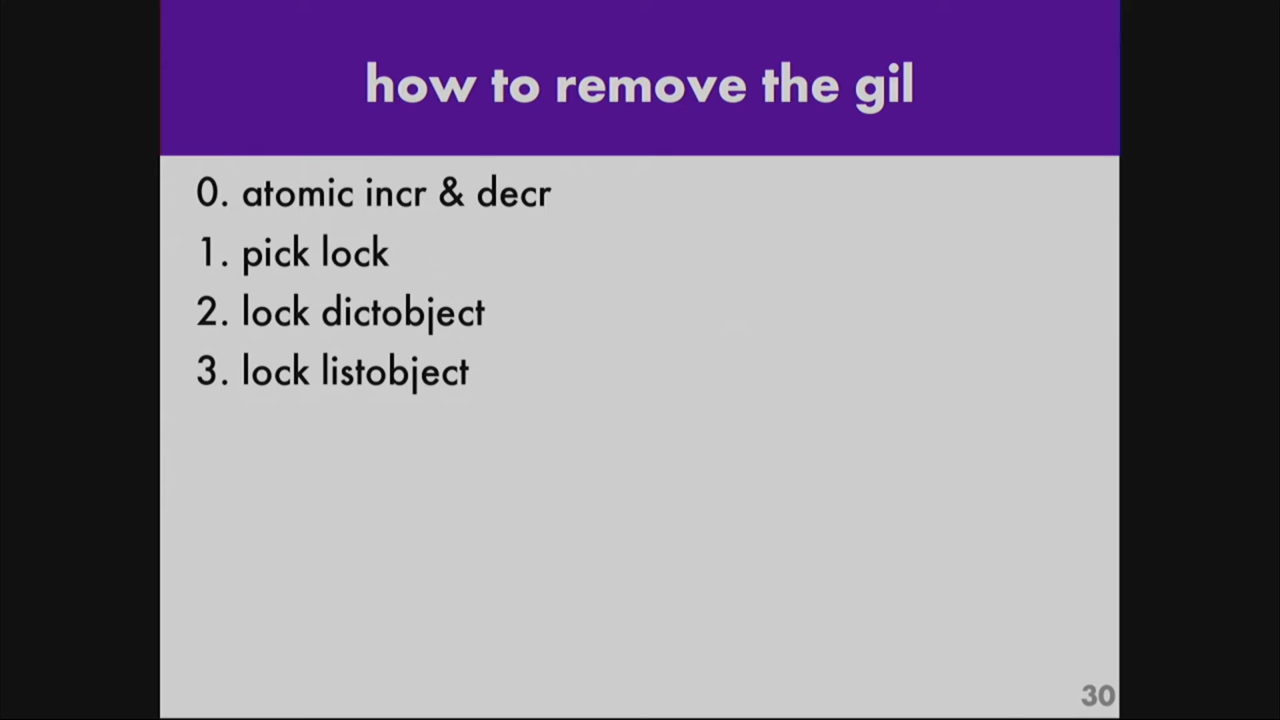 how to remove the gil
0. atomic incr & decr
1. pick lock
2. lock dictobject
3. lock listobject
30